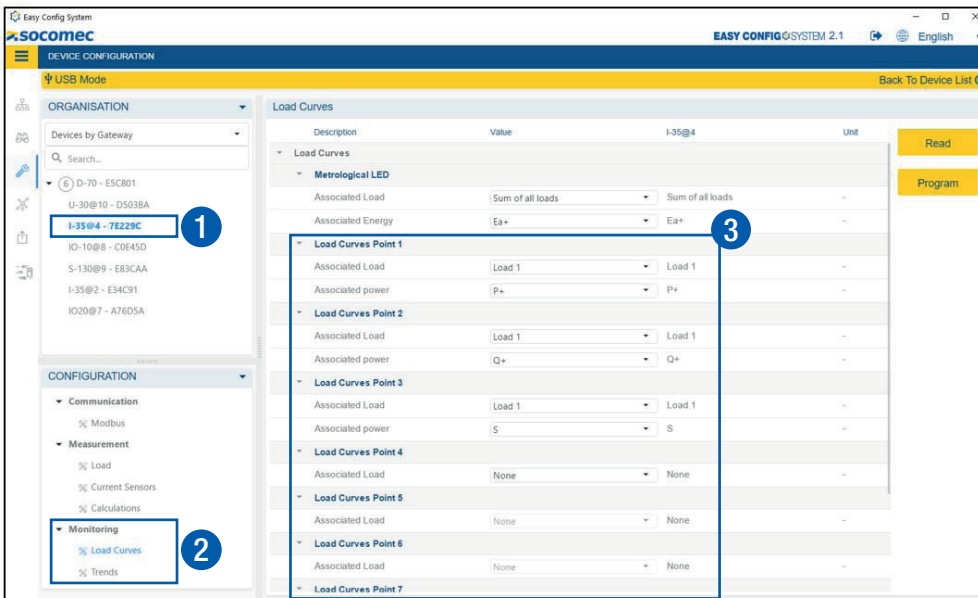 Easy Config System
socomec
EASY CONFIG SYSTEM 2.1
English
DEVICE CONFIGURATION
USB Mode
Back To Device List
ORGANISATION
Devices by Gateway
Search...
6 D-70 - E5C801
U-30@10 - D503BA
I-35@4 - 7E229C
1
IO-10@8 - C0E45D
S-130@9 - E83CAA
I-35@2 - E34C91
IO20@7 - A76D5A
CONFIGURATION
Communication
Modbus
Measurement
Load
Current Sensors
Calculations
Monitoring
Load Curves
2
Trends
Load Curves
Description Value I-35@4 Unit
Load Curves
Metrological LED
Associated Load Sum of all loads Sum of all loads -
Associated Energy Ea+ Ea+ -
3
Load Curves Point 1
Associated Load Load 1 Load 1 -
Associated power P+ P+ -
Load Curves Point 2
Associated Load Load 1 Load 1 -
Associated power Q+ Q+ -
Load Curves Point 3
Associated Load Load 1 Load 1 -
Associated power S S -
Load Curves Point 4
Associated Load None None -
Load Curves Point 5
Associated Load None None -
Load Curves Point 6
Associated Load None None -
Load Curves Point 7
Read
Program